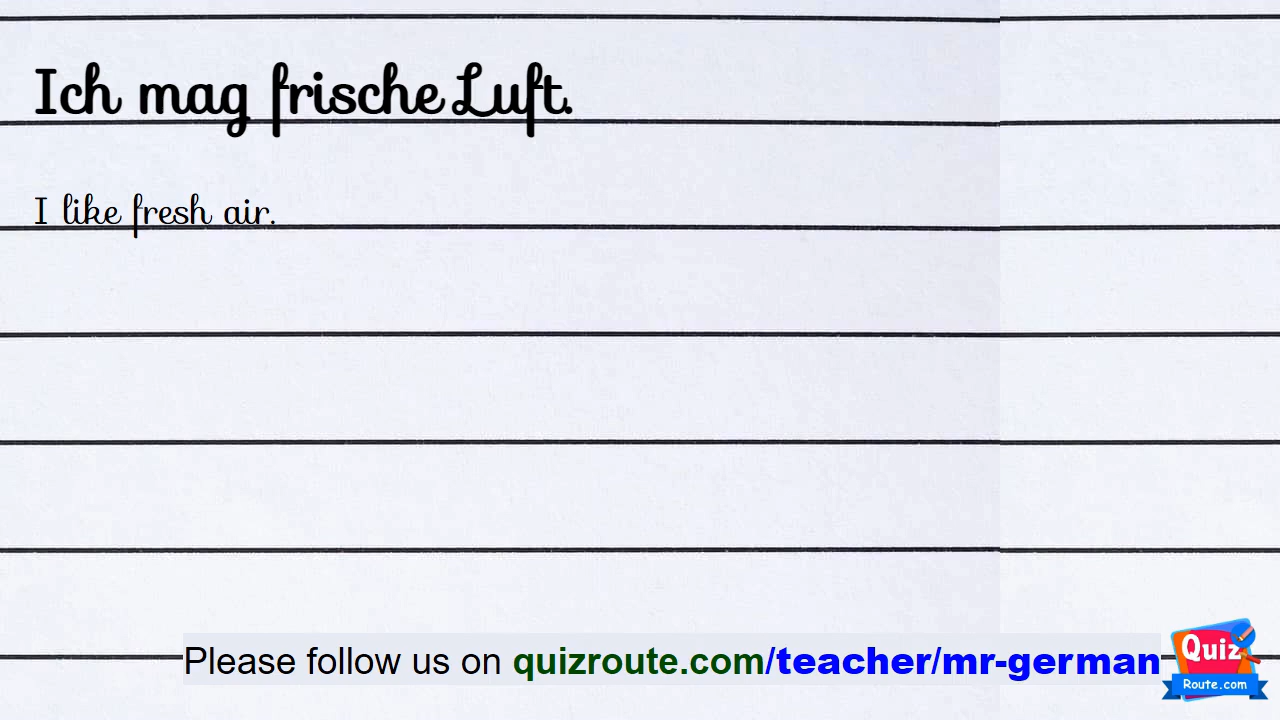 Ich mag frische Luft.
I like fresh air.
Please follow us on quizroute.com/teacher/mr-german
Quiz
Route.com